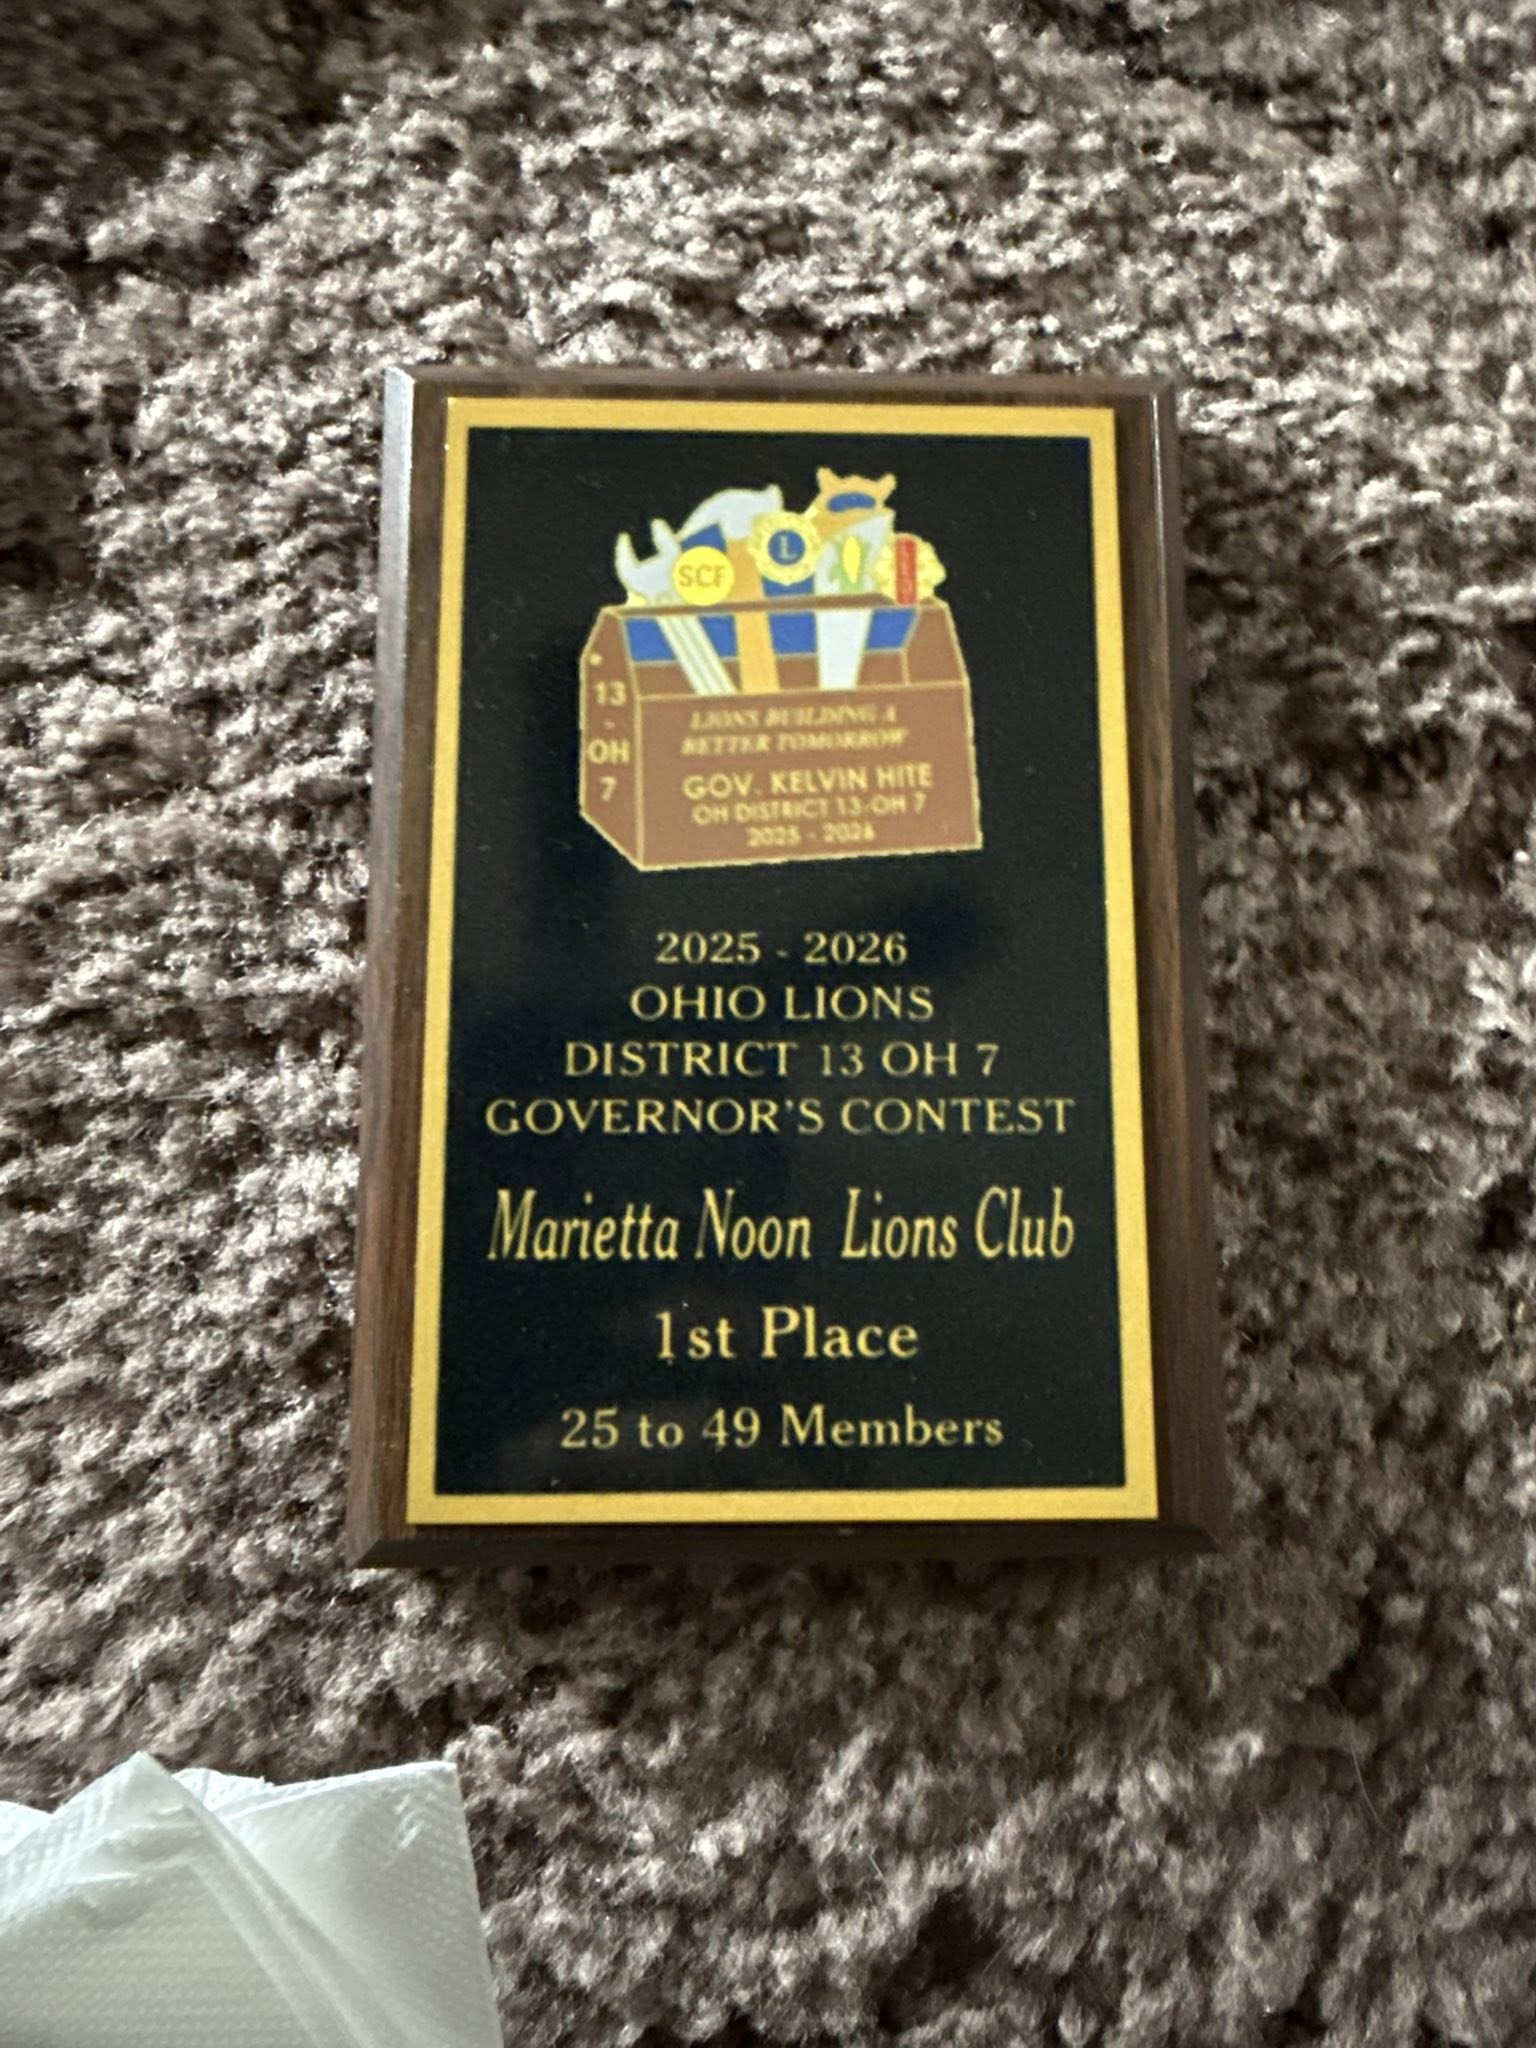 SCF
L
13
-
OH
7
LIONS BUILDING A
BETTER TOMORROW
GOV. KELVIN HITE
OH DISTRICT 13-OH 7
2025 - 2026
2025 - 2026
OHIO LIONS
DISTRICT 13 OH 7
GOVERNOR'S CONTEST
Marietta Noon Lions Club
1st Place
25 to 49 Members